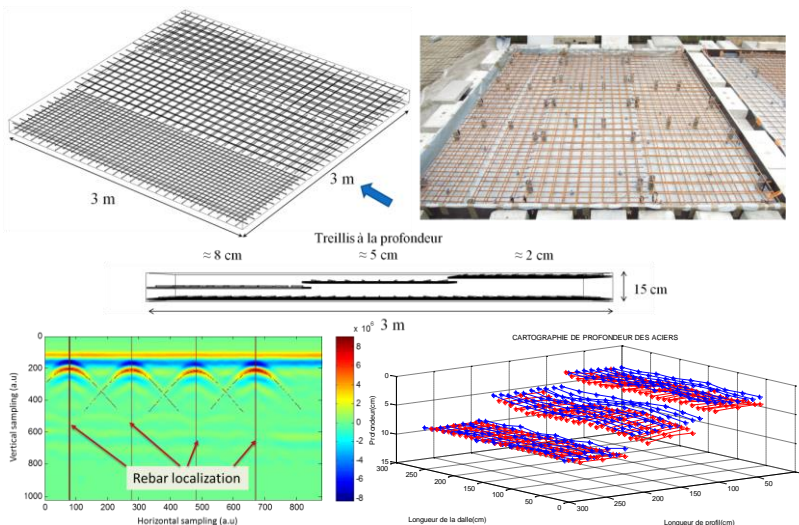 3 m
3 m
Treillis à la profondeur
≈ 8 cm ≈ 5 cm ≈ 2 cm
15 cm
3 m
x 10⁶
0
200
400
600
800
1000
Vertical sampling (a.u)
0 100 200 300 400 500 600 700 800
Horizontal sampling (a.u)
Rebar localization
8
6
4
2
0
-2
-4
-6
-8
CARTOGRAPHIE DE PROFONDEUR DES ACIERS
0
5
10
15
Profondeur(cm)
300 250 200 150 100 50 0
Longueur de la dalle(cm)
300 250 200 150 100 50
Longueur de profil(cm)